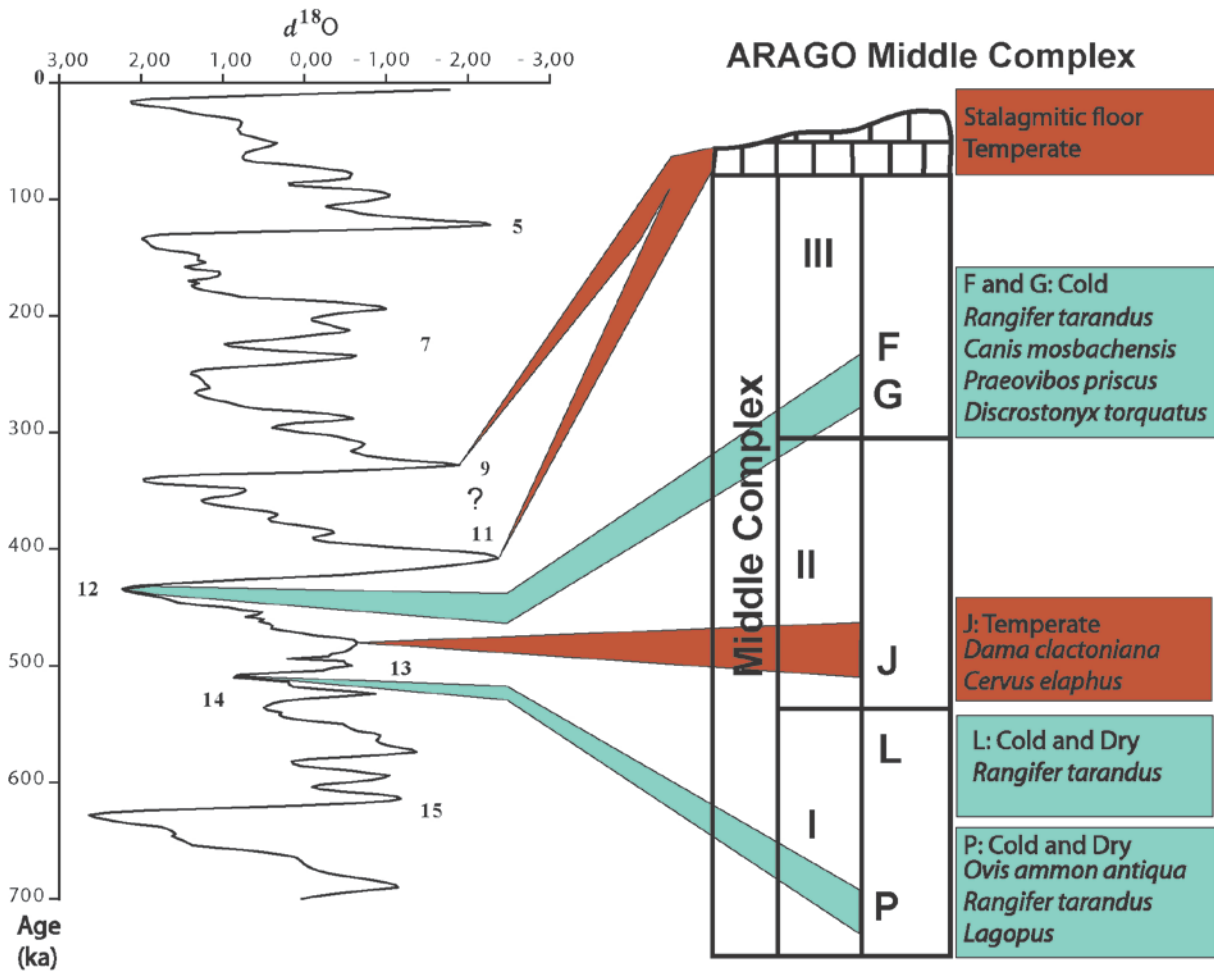 d18O
3,00 2,00 1,00 0,00 - 1,00 - 2,00 - 3,00
0
100
200
300
400
500
600
700
Age
(ka)
5
7
9
?
11
12
13
14
15
ARAGO Middle Complex
Middle Complex
III
II
I
F
G
J
L
P
Stalagmitic floor
Temperate
F and G: Cold
Rangifer tarandus
Canis mosbachensis
Praeovibos priscus
Discrostonyx torquatus
J: Temperate
Dama clactoniana
Cervus elaphus
L: Cold and Dry
Rangifer tarandus
P: Cold and Dry
Ovis ammon antiqua
Rangifer tarandus
Lagopus